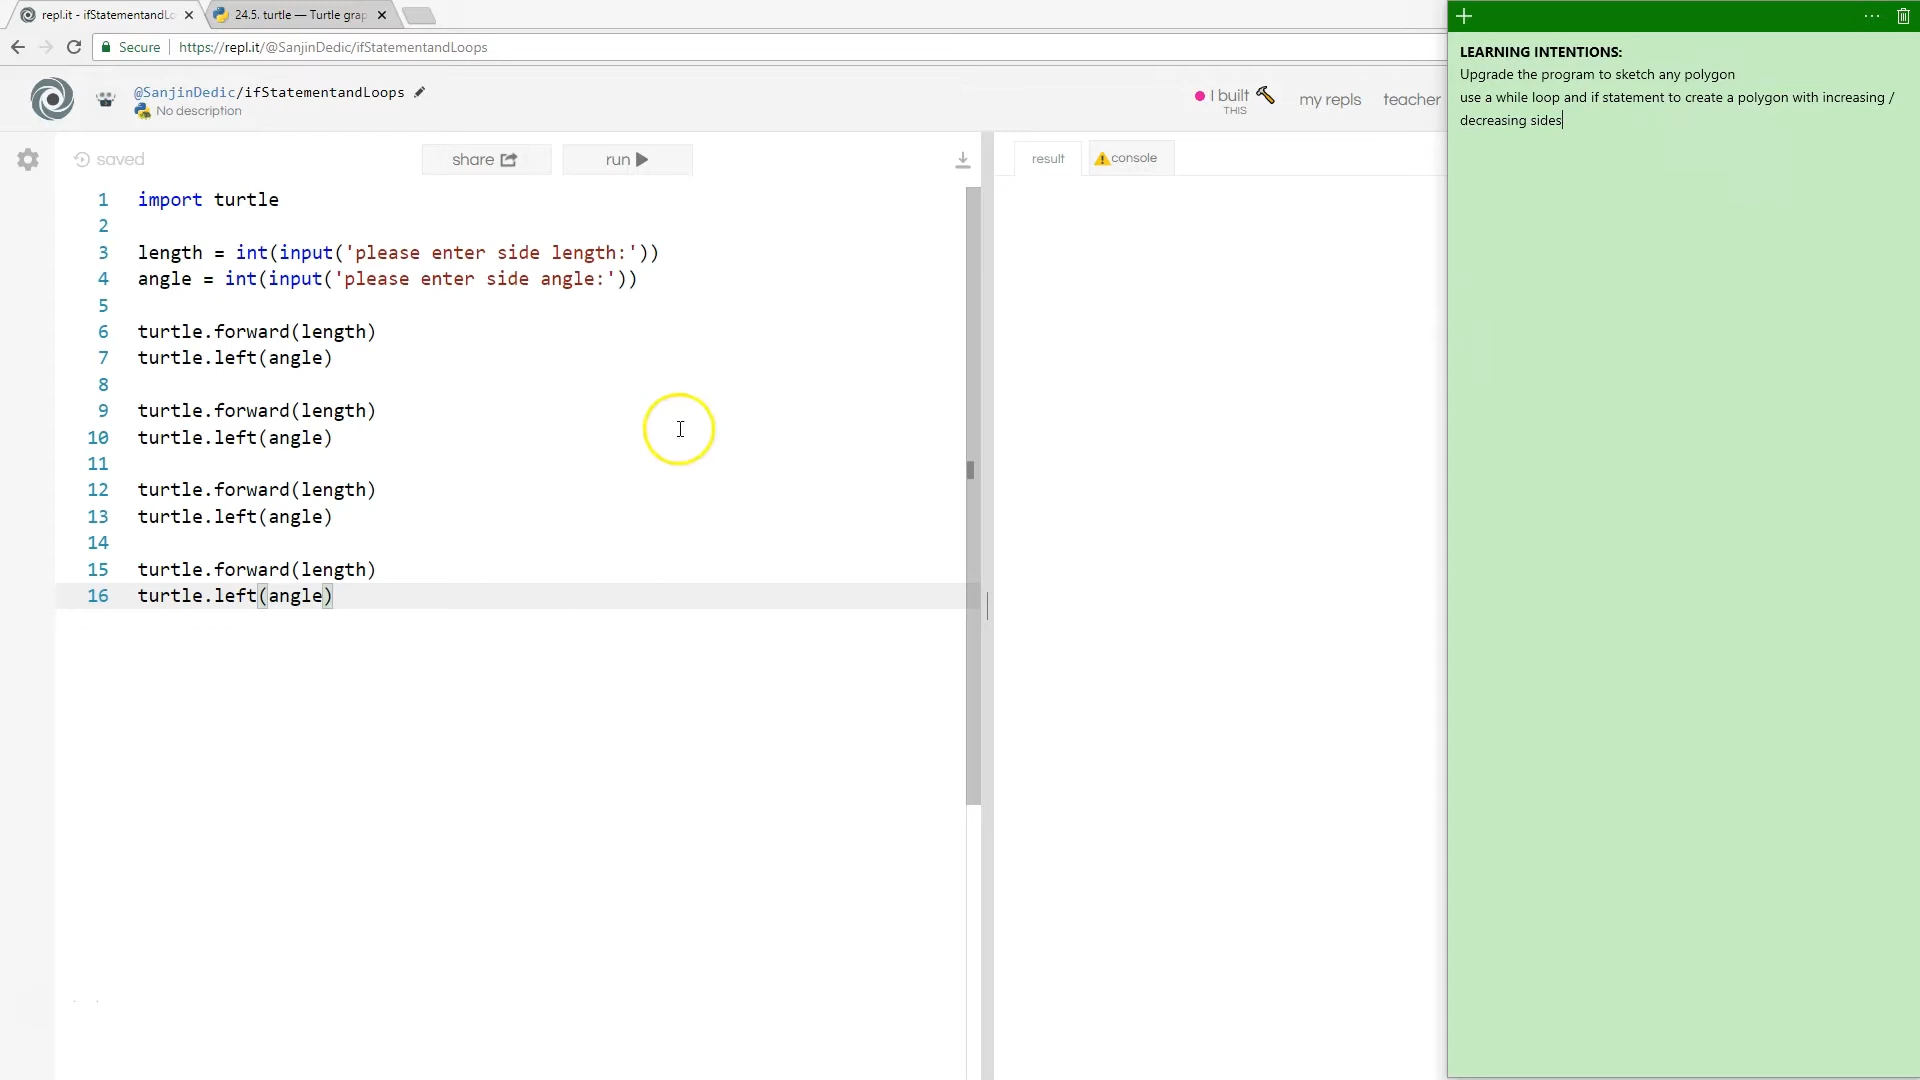 repl.it - ifStatementandLo
24.5. turtle — Turtle grap
Secure
https://repl.it/@SanjinDedic/ifStatementandLoops
@SanjinDedic/ifStatementandLoops
No description
I built
THIS
my repls
teacher
saved
share
run
result
console
1 import turtle
2
3 length = int(input('please enter side length:'))
4 angle = int(input('please enter side angle:'))
5
6 turtle.forward(length)
7 turtle.left(angle)
8
9 turtle.forward(length)
10 turtle.left(angle)
11
12 turtle.forward(length)
13 turtle.left(angle)
14
15 turtle.forward(length)
16 turtle.left(angle)
LEARNING INTENTIONS:
Upgrade the program to sketch any polygon
use a while loop and if statement to create a polygon with increasing /
decreasing sides